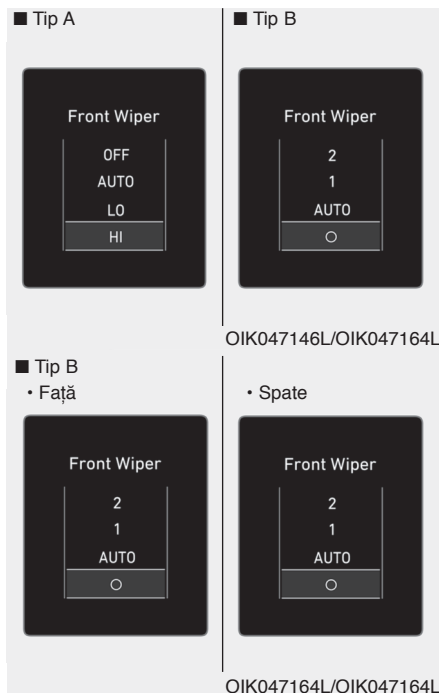 ■ Tip A
Front Wiper
OFF
AUTO
LO
HI
■ Tip B
Front Wiper
2
1
AUTO
O
OIK047146L/OIK047164L
■ Tip B
• Față
Front Wiper
2
1
AUTO
O
• Spate
Front Wiper
2
1
AUTO
O
OIK047164L/OIK047164L